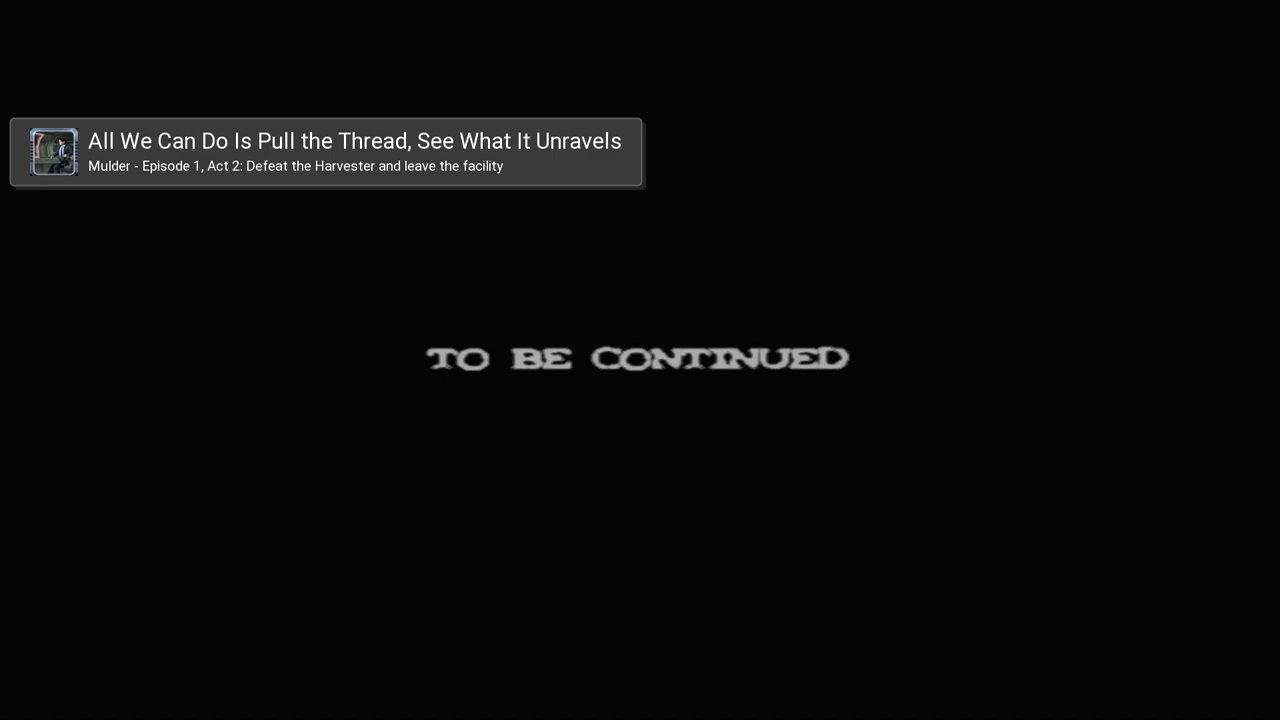 All We Can Do Is Pull the Thread, See What It Unravels
Mulder - Episode 1, Act 2: Defeat the Harvester and leave the facility
TO BE CONTINUED